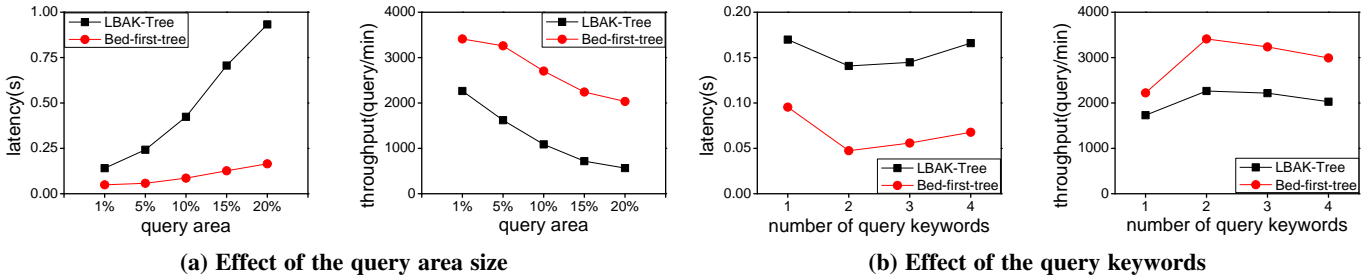 1.00
0.75
0.50
0.25
0.00
latency(s)
LBAK-Tree
Bed-first-tree
1% 5% 10% 15% 20%
query area
4000
3000
2000
1000
0
throughput(query/min)
LBAK-Tree
Bed-first-tree
1% 5% 10% 15% 20%
query area
(a) Effect of the query area size
0.20
0.15
0.10
0.05
0.00
latency(s)
LBAK-Tree
Bed-first-tree
1 2 3 4
number of query keywords
4000
3000
2000
1000
0
throughput(query/min)
LBAK-Tree
Bed-first-tree
1 2 3 4
number of query keywords
(b) Effect of the query keywords